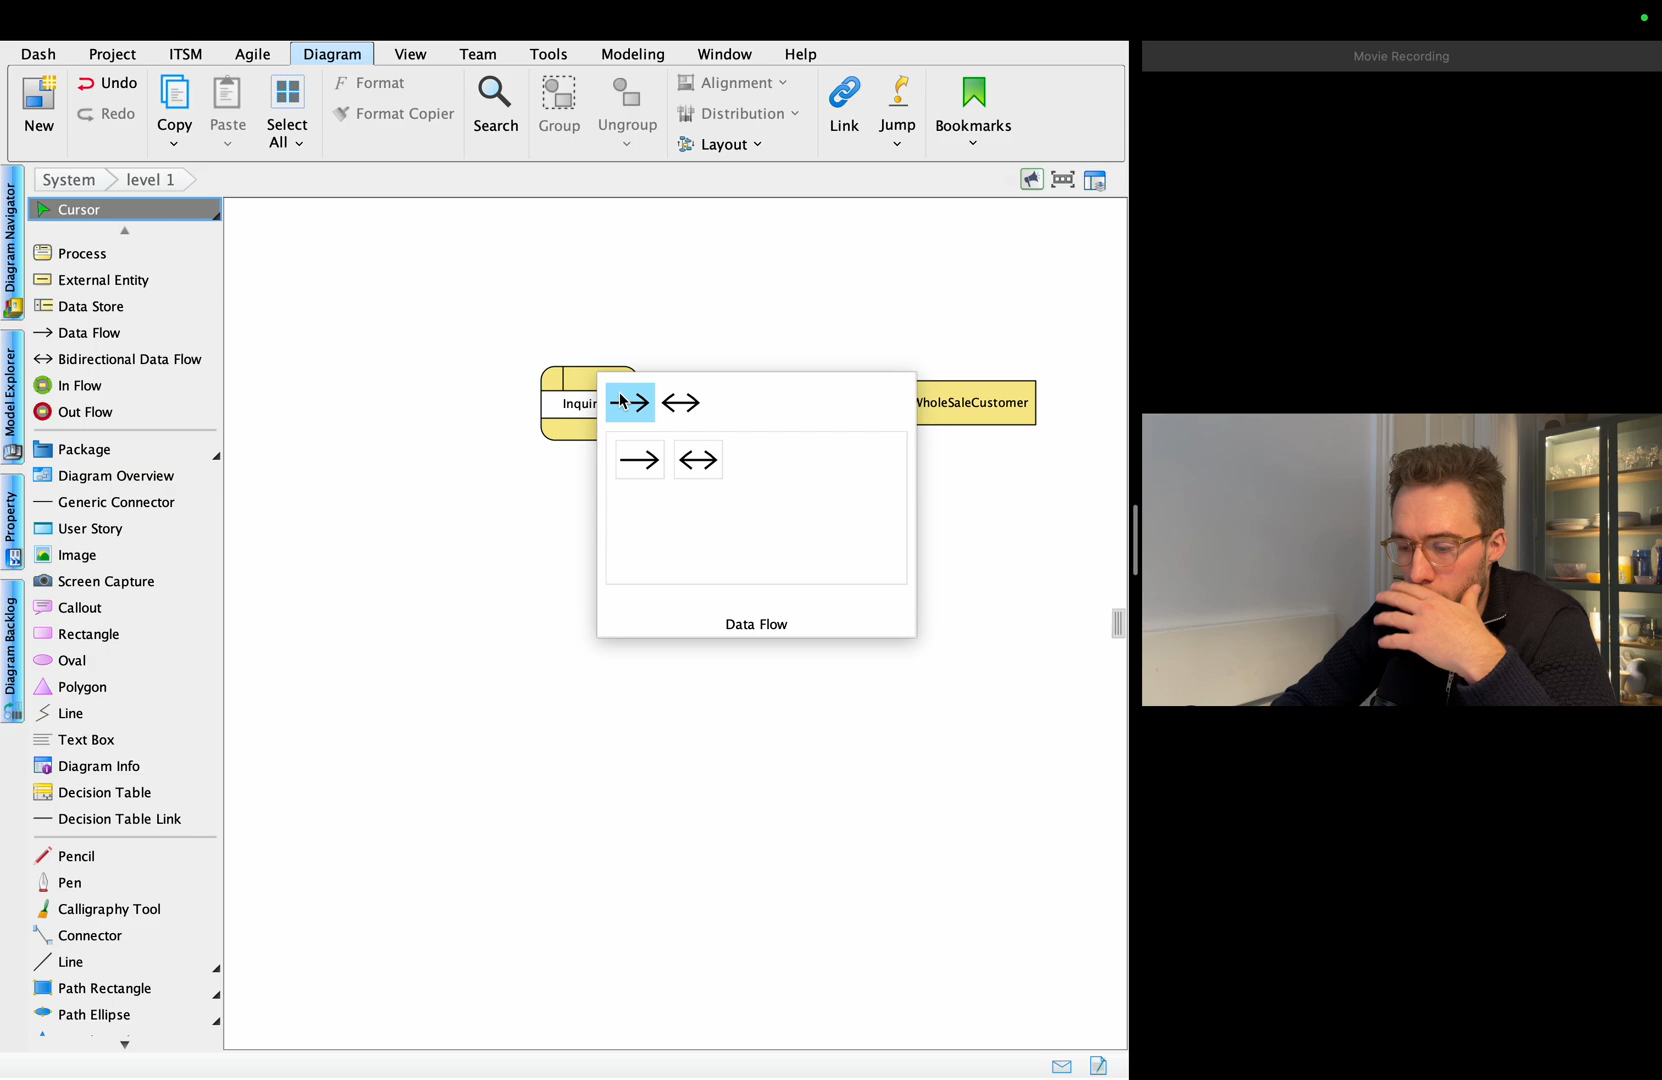 Movie Recording
Dash Project ITSM Agile Diagram View Team Tools Modeling Window Help
New
Undo
Redo
Copy
Paste
Select All
Format
Format Copier
Search
Group
Ungroup
Alignment
Distribution
Layout
Link
Jump
Bookmarks
System level 1
Diagram Navigator
Model Explorer
Property
Diagram Backlog
Cursor
Process
External Entity
Data Store
Data Flow
Bidirectional Data Flow
In Flow
Out Flow
Package
Diagram Overview
Generic Connector
User Story
Image
Screen Capture
Callout
Rectangle
Oval
Polygon
Line
Text Box
Diagram Info
Decision Table
Decision Table Link
Pencil
Pen
Calligraphy Tool
Connector
Line
Path Rectangle
Path Ellipse
Inquir
WholeSaleCustomer
Data Flow